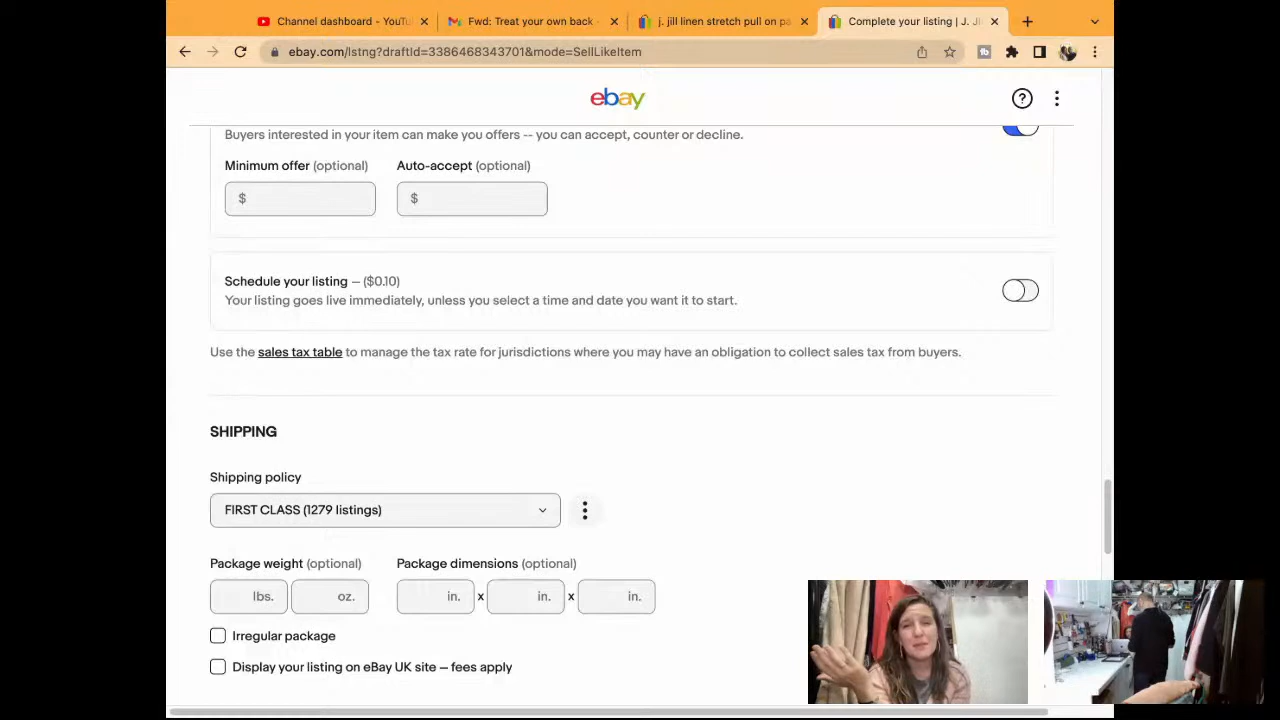 Channel dashboard - YouTu
Fwd: Treat your own back -
j. jill linen stretch pull on pa
Complete your listing | J. Ji
ebay.com/lstng?draftId=3386468343701&mode=SellLikeItem
ebay
Buyers interested in your item can make you offers -- you can accept, counter or decline.
Minimum offer (optional) Auto-accept (optional)
$ $
Schedule your listing – ($0.10)
Your listing goes live immediately, unless you select a time and date you want it to start.
Use the sales tax table to manage the tax rate for jurisdictions where you may have an obligation to collect sales tax from buyers.
SHIPPING
Shipping policy
FIRST CLASS (1279 listings)
Package weight (optional) Package dimensions (optional)
lbs. oz. in. x in. x in.
Irregular package
Display your listing on eBay UK site – fees apply